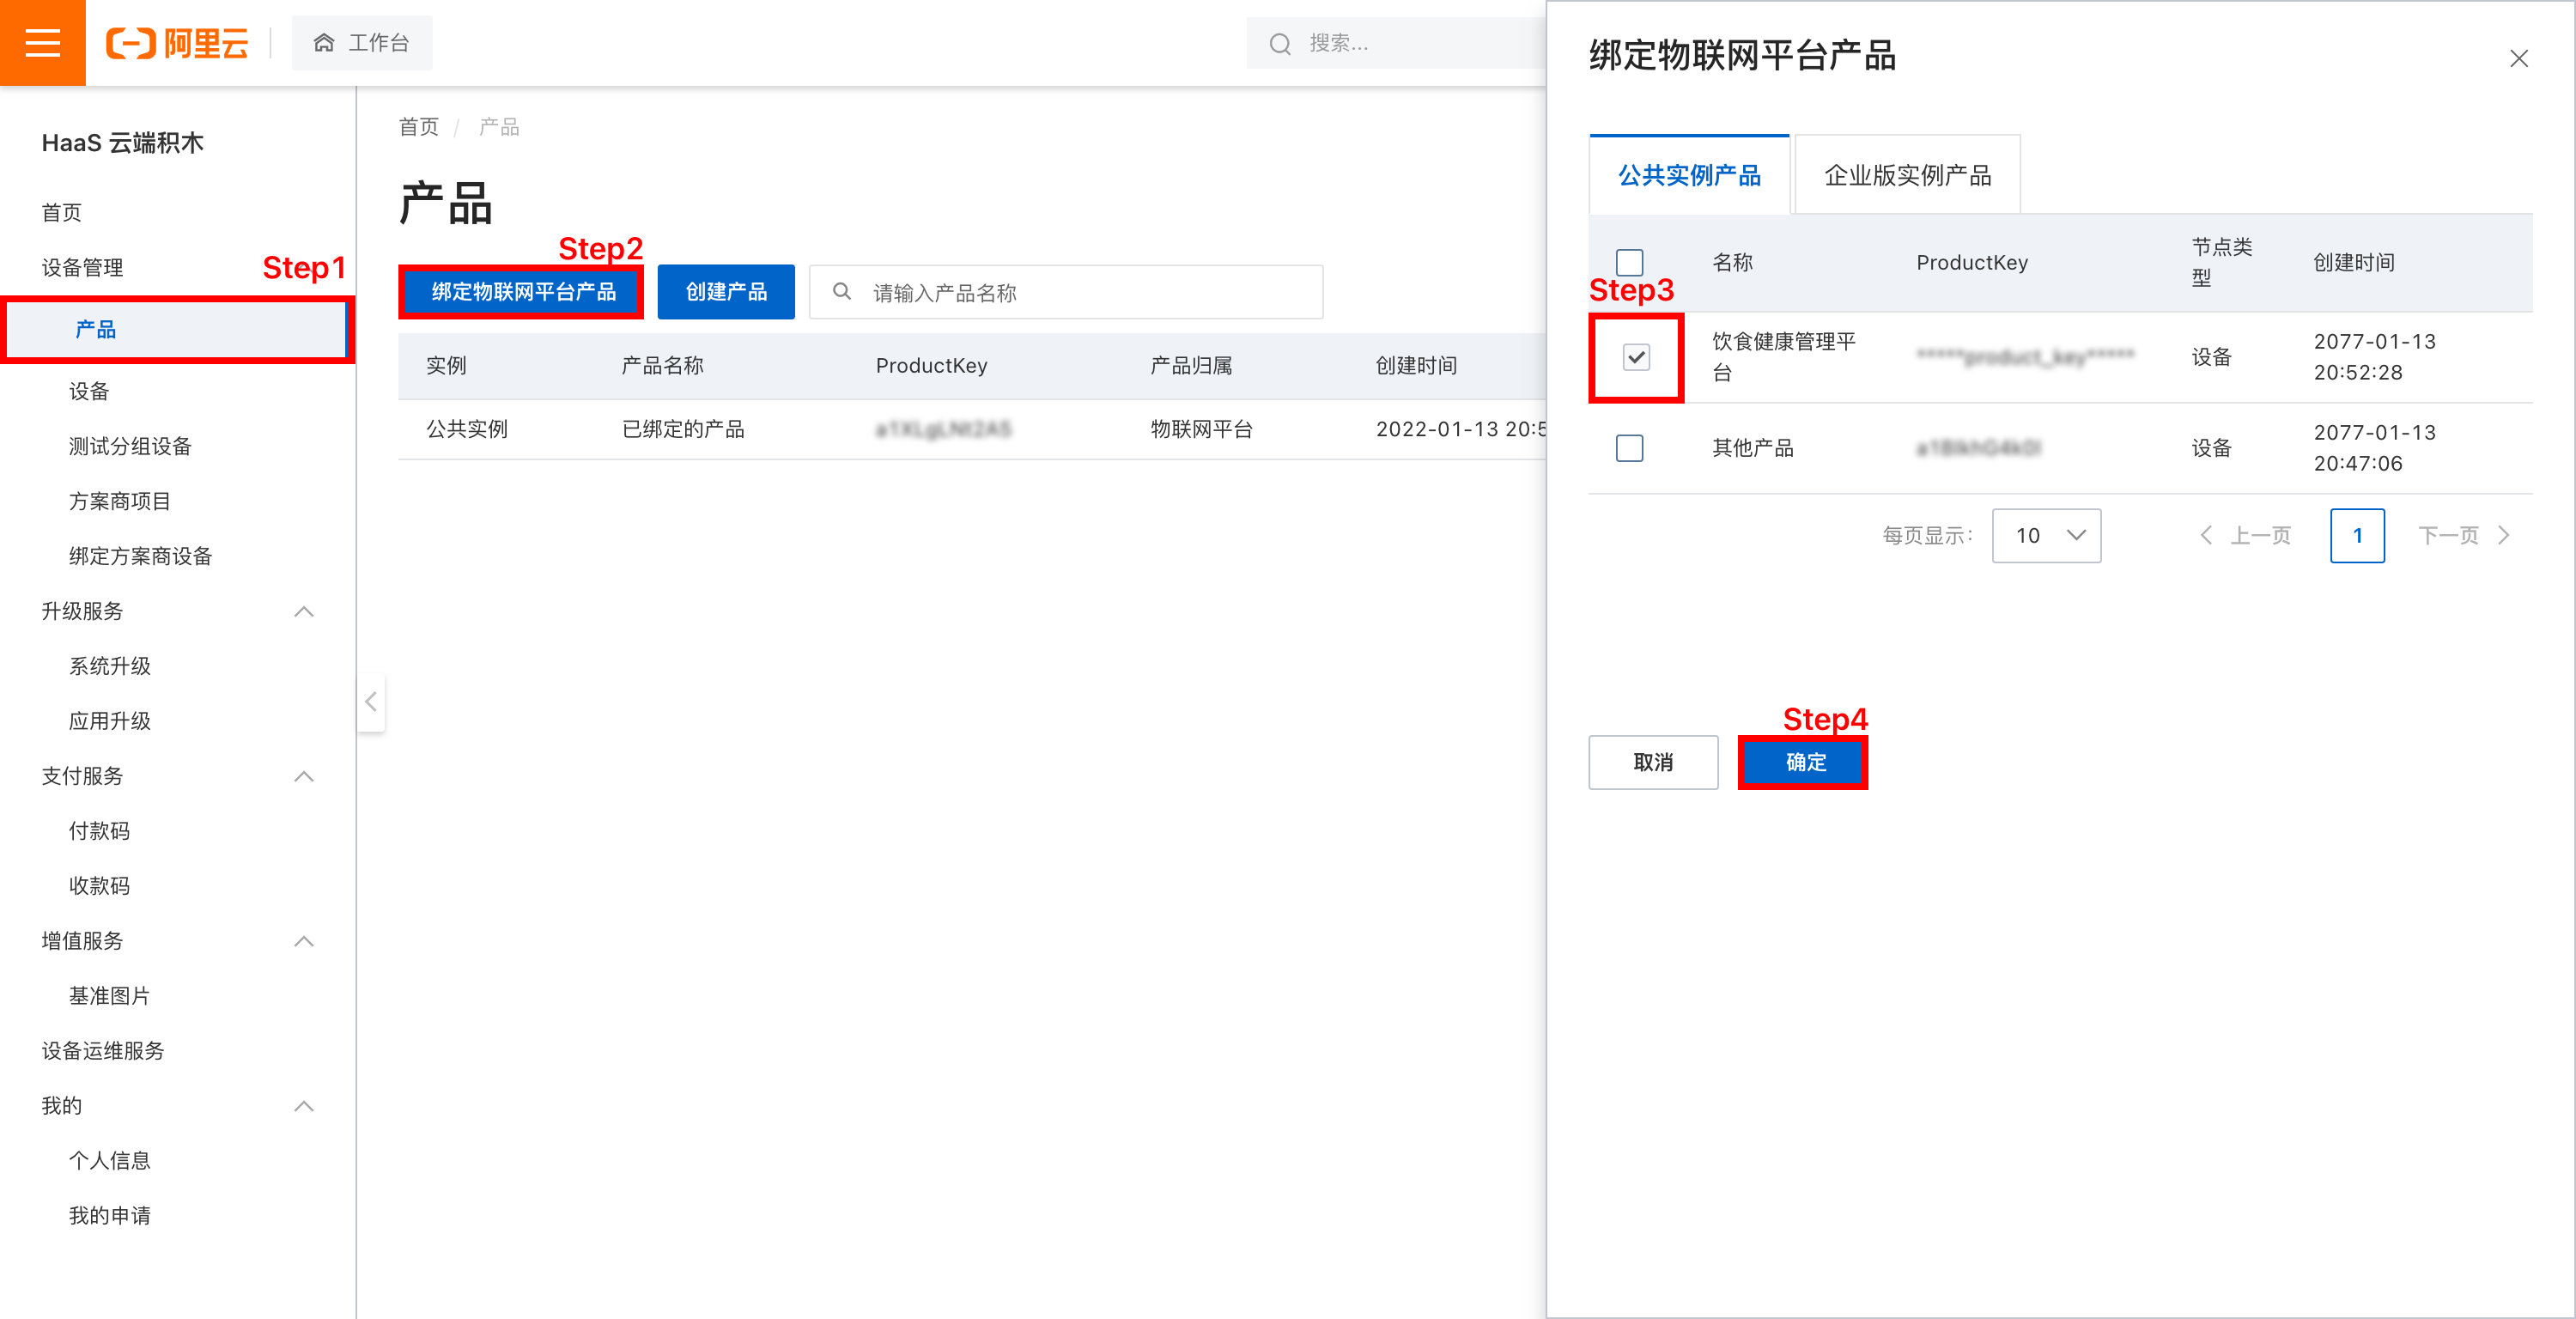 阿里云
工作台
搜索...
HaaS 云端积木
首页
设备管理
Step1
产品
设备
测试分组设备
方案商项目
绑定方案商设备
升级服务
系统升级
应用升级
支付服务
付款码
收款码
增值服务
基准图片
设备运维服务
我的
个人信息
我的申请
首页 / 产品
产品
Step2
绑定物联网平台产品 创建产品 请输入产品名称
实例 产品名称 ProductKey 产品归属 创建时间
公共实例 已绑定的产品 物联网平台 2022-01-13 20:5
绑定物联网平台产品
公共实例产品 企业版实例产品
名称 ProductKey 节点类 创建时间
型
Step3
饮食健康管理平 *****product_key***** 设备 2077-01-13
台 20:52:28
其他产品 设备 2077-01-13
20:47:06
每页显示: 10 上一页 1 下一页
Step4
取消 确定